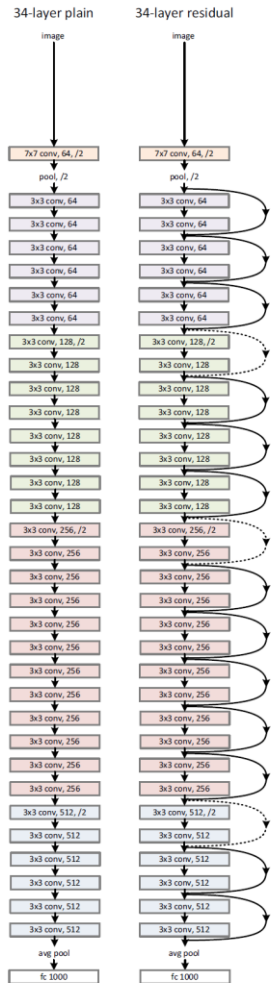 34-layer plain
image
7x7 conv, 64, /2
pool, /2
3x3 conv, 64
3x3 conv, 64
3x3 conv, 64
3x3 conv, 64
3x3 conv, 64
3x3 conv, 64
3x3 conv, 128, /2
3x3 conv, 128
3x3 conv, 128
3x3 conv, 128
3x3 conv, 128
3x3 conv, 128
3x3 conv, 128
3x3 conv, 128
3x3 conv, 256, /2
3x3 conv, 256
3x3 conv, 256
3x3 conv, 256
3x3 conv, 256
3x3 conv, 256
3x3 conv, 256
3x3 conv, 256
3x3 conv, 256
3x3 conv, 256
3x3 conv, 256
3x3 conv, 256
3x3 conv, 512, /2
3x3 conv, 512
3x3 conv, 512
3x3 conv, 512
3x3 conv, 512
3x3 conv, 512
avg pool
fc 1000
34-layer residual
image
7x7 conv, 64, /2
pool, /2
3x3 conv, 64
3x3 conv, 64
3x3 conv, 64
3x3 conv, 64
3x3 conv, 64
3x3 conv, 64
3x3 conv, 128, /2
3x3 conv, 128
3x3 conv, 128
3x3 conv, 128
3x3 conv, 128
3x3 conv, 128
3x3 conv, 128
3x3 conv, 128
3x3 conv, 256, /2
3x3 conv, 256
3x3 conv, 256
3x3 conv, 256
3x3 conv, 256
3x3 conv, 256
3x3 conv, 256
3x3 conv, 256
3x3 conv, 256
3x3 conv, 256
3x3 conv, 256
3x3 conv, 256
3x3 conv, 512, /2
3x3 conv, 512
3x3 conv, 512
3x3 conv, 512
3x3 conv, 512
3x3 conv, 512
avg pool
fc 1000